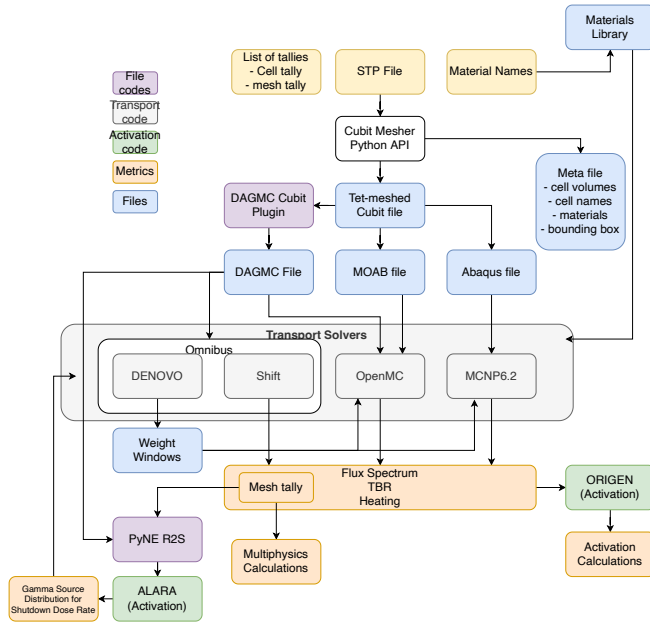 Materials
Library
List of tallies
- Cell tally
- mesh tally
STP File
Material Names
File
codes
Transport
code
Activation
code
Metrics
Files
Cubit Mesher
Python API
Meta file
- cell volumes
- cell names
- materials
- bounding box
DAGMC Cubit
Plugin
Tet-meshed
Cubit file
DAGMC File
MOAB file
Abaqus file
Transport Solvers
Omnibus
DENOVO
Shift
OpenMC
MCNP6.2
Weight
Windows
Flux Spectrum
TBR
Heating
Mesh tally
ORIGEN
(Activation)
PyNE R2S
Multiphysics
Calculations
Activation
Calculations
Gamma Source
Distribution for
Shutdown Dose Rate
ALARA
(Activation)